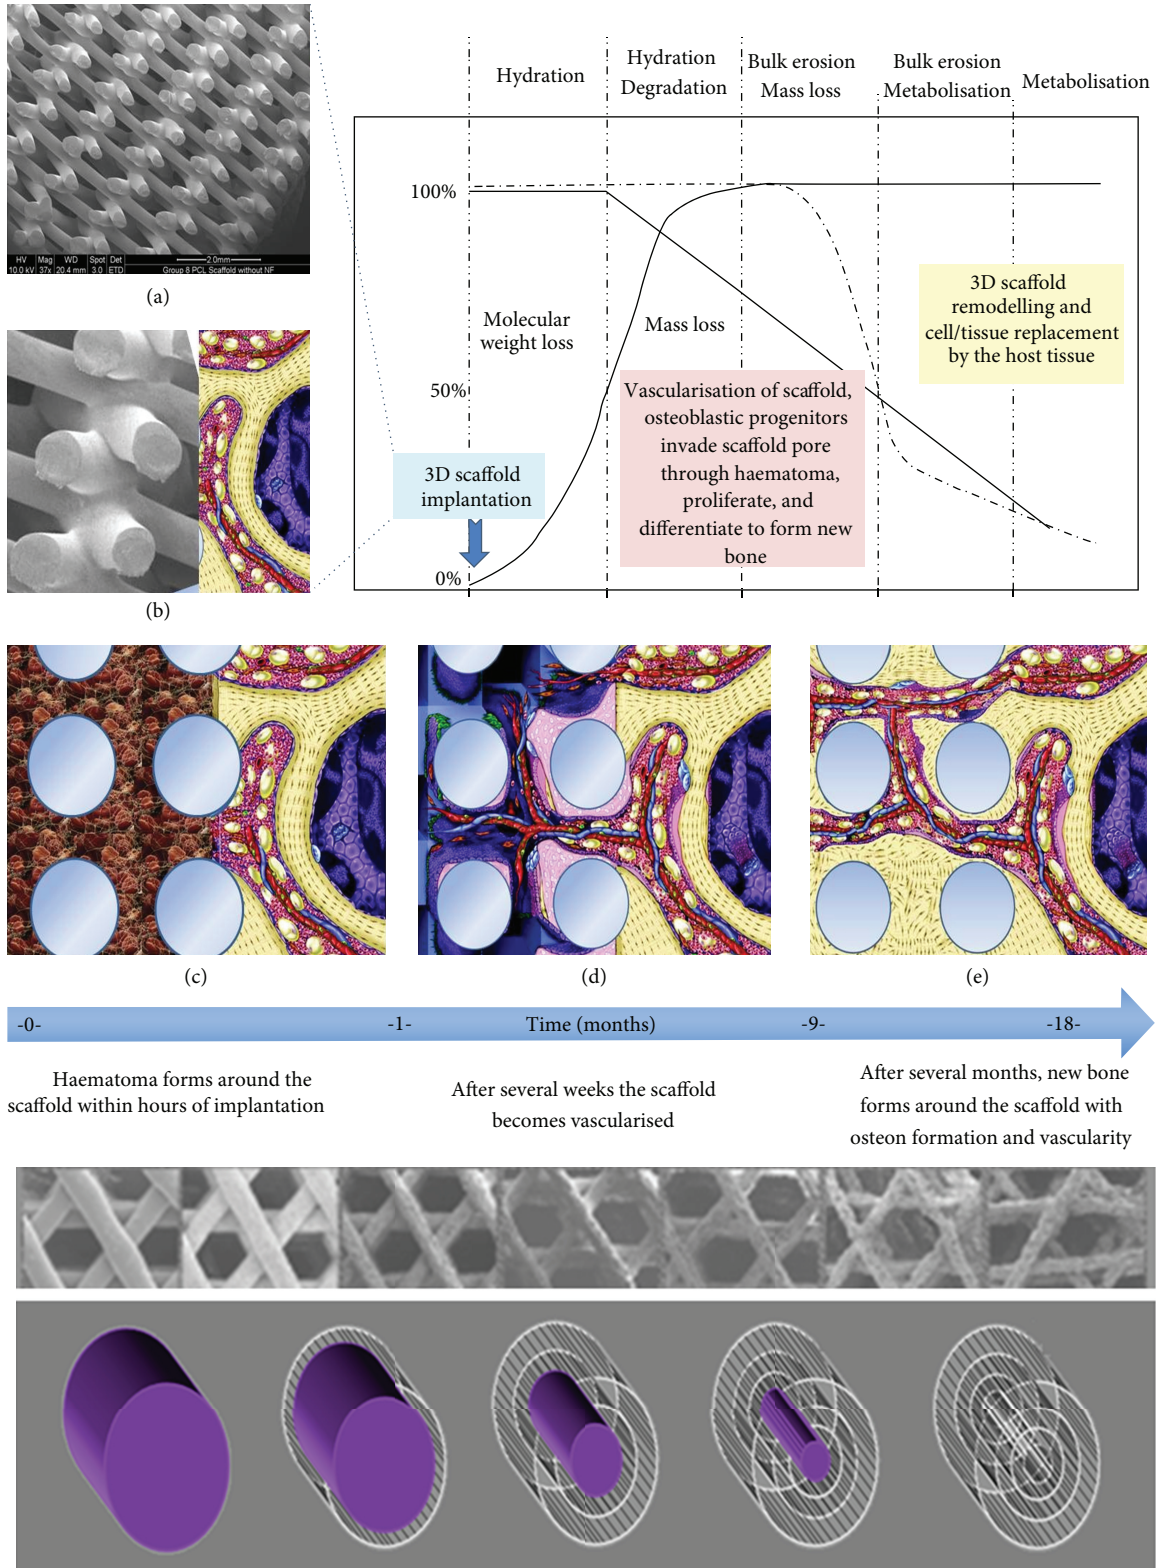 HV Mag WD Spot Det 2.0mm
10.0 kV 37x 20.4 mm 3.0 ETD Group 8 PCL Scaffold without NF
(a)
(b)
Hydration
Hydration
Degradation
Bulk erosion
Mass loss
Bulk erosion
Metabolisation
Metabolisation
100%
50%
0%
Molecular
weight loss
Mass loss
3D scaffold
implantation
Vascularisation of scaffold,
osteoblastic progenitors
invade scaffold pore
through haematoma,
proliferate, and
differentiate to form new
bone
3D scaffold
remodelling and
cell/tissue replacement
by the host tissue
(c)
(d)
(e)
-0- -1- Time (months) -9- -18-
Haematoma forms around the
scaffold within hours of implantation
After several weeks the scaffold
becomes vascularised
After several months, new bone
forms around the scaffold with
osteon formation and vascularity